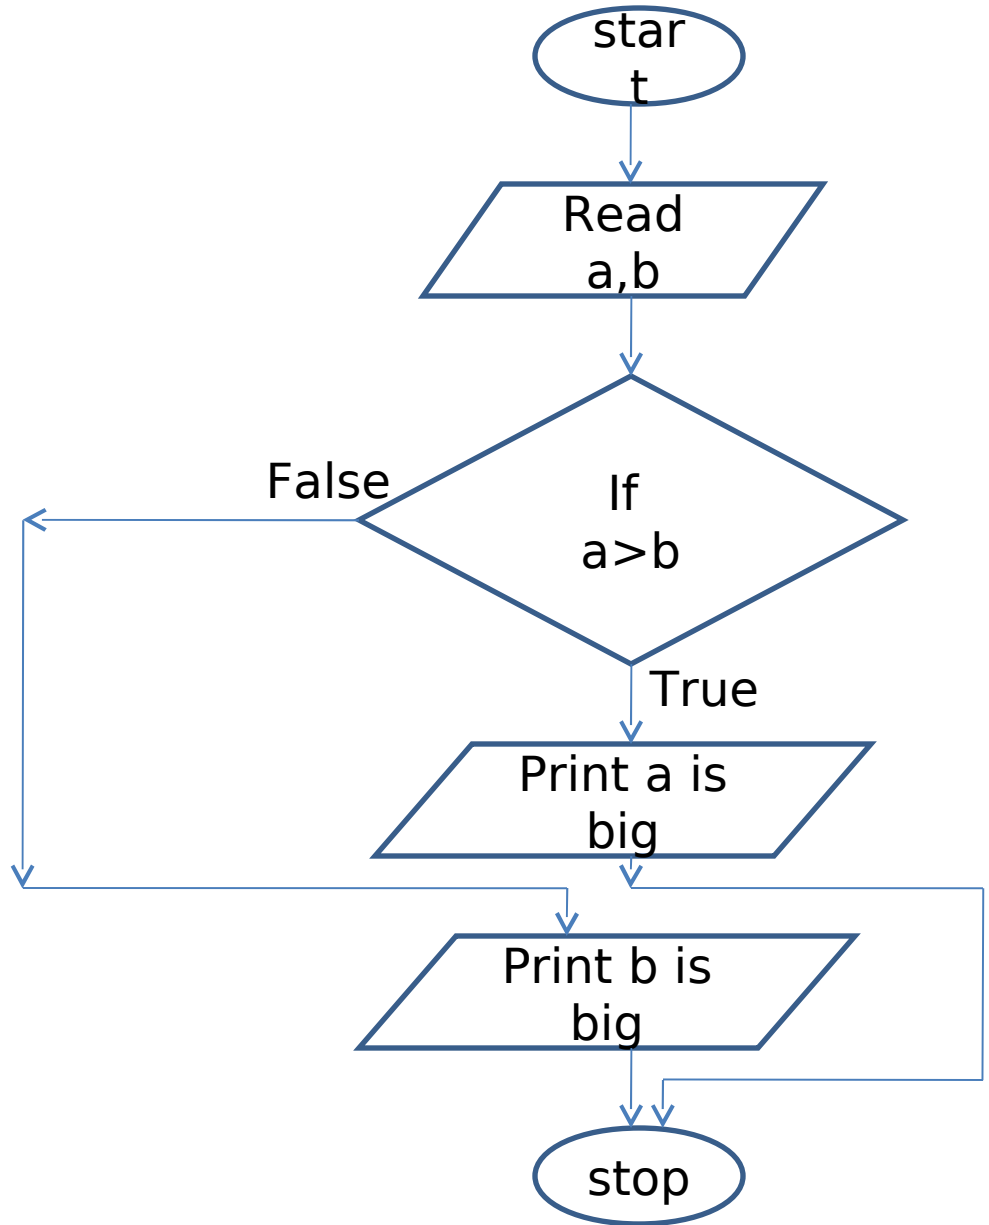 star
t
Read
a,b
False
If
a>b
True
Print a is
big
Print b is
big
stop